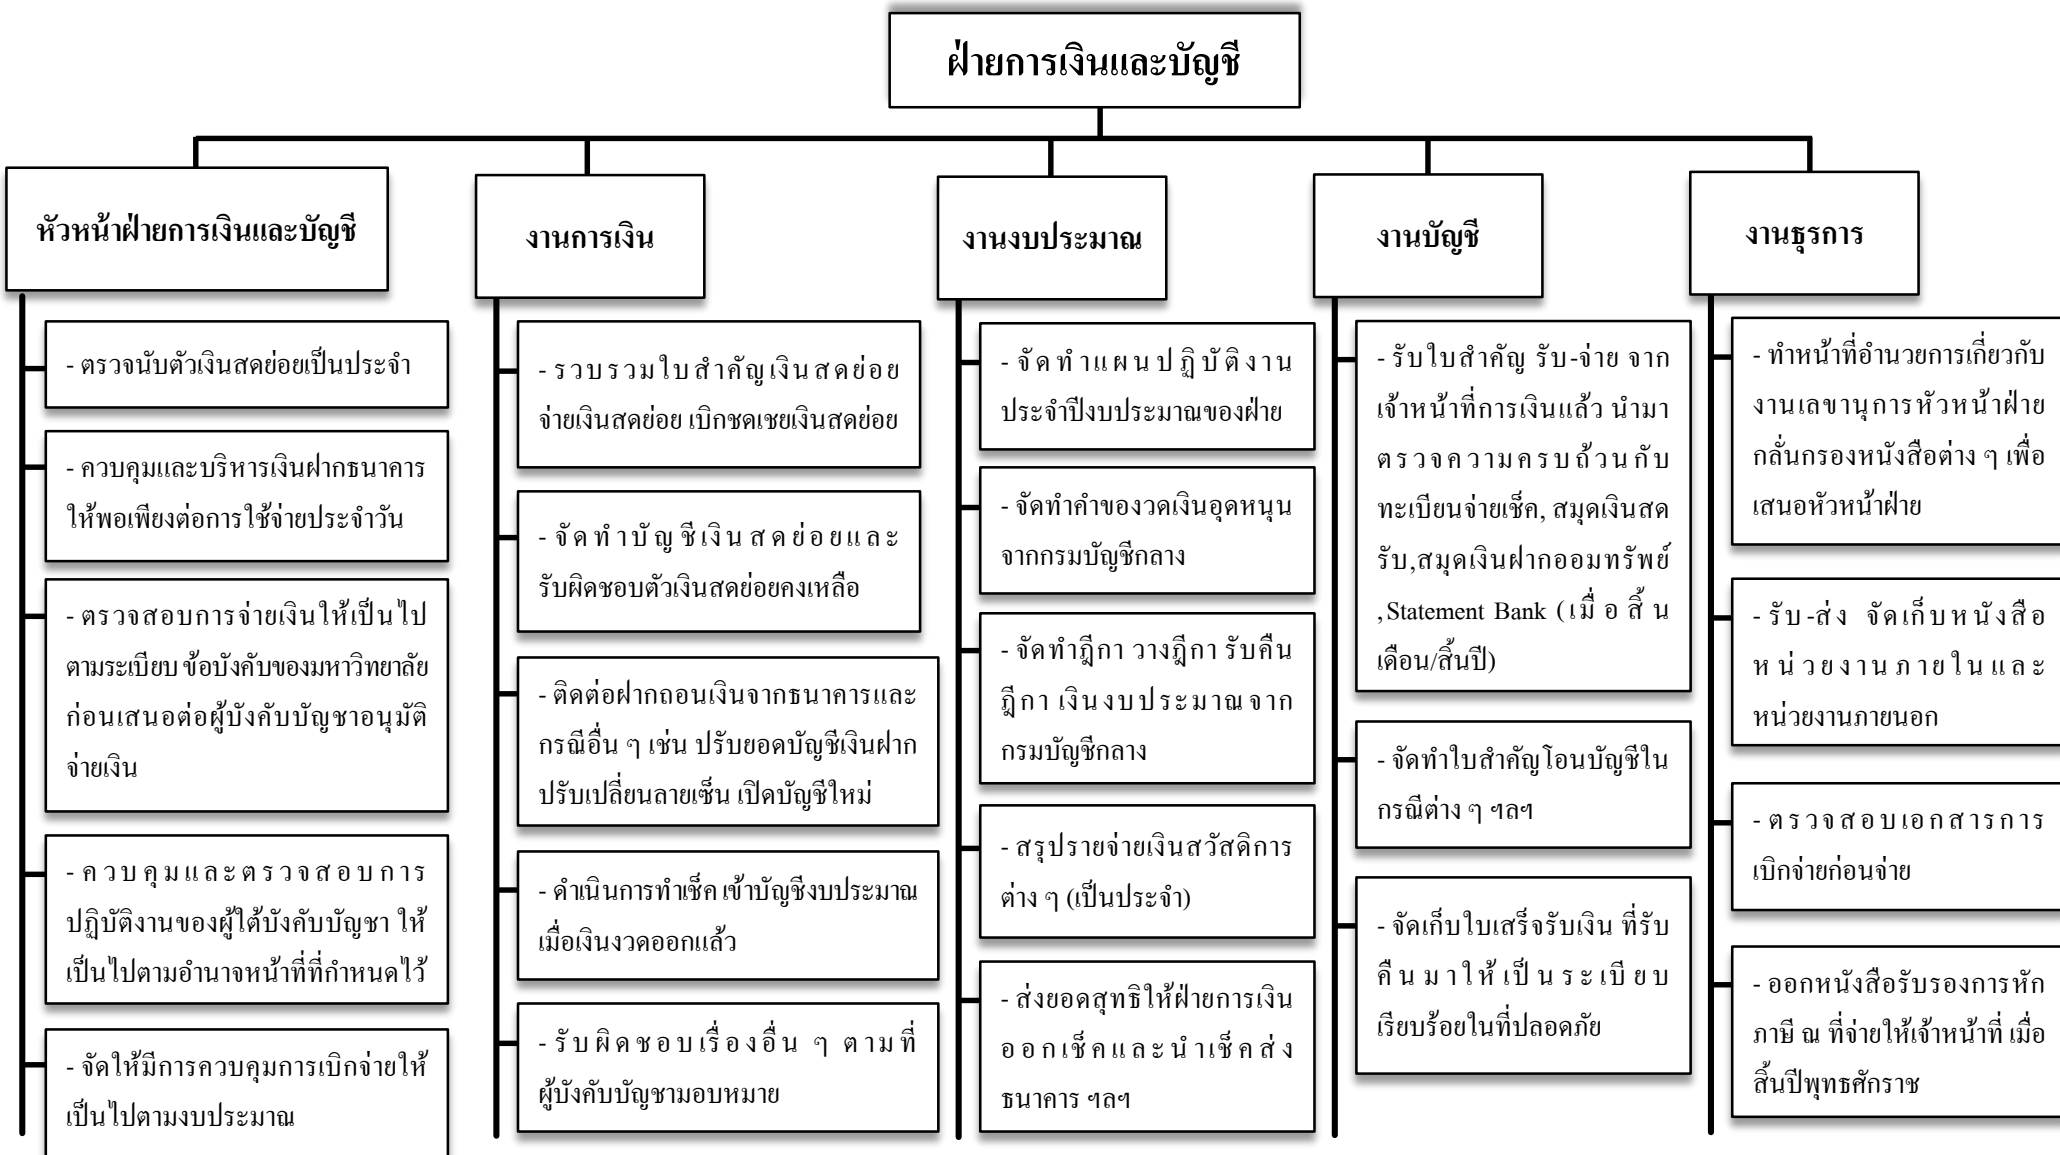 ฝ่ายการเงินและบัญชี
หัวหน้าฝ่ายการเงินและบัญชี
- ตรวจนับตัวเงินสดย่อยเป็นประจำ
- ควบคุมและบริหารเงินฝากธนาคาร
ให้พอเพียงต่อการใช้จ่ายประจำวัน
- ตรวจสอบการจ่ายเงินให้เป็นไป
ตามระเบียบ ข้อบังคับของมหาวิทยาลัย
ก่อนเสนอต่อผู้บังคับบัญชาอนุมัติ
จ่ายเงิน
- ควบคุมและตรวจสอบการ
ปฏิบัติงานของผู้ใต้บังคับบัญชา ให้
เป็นไปตามอำนาจหน้าที่ที่กำหนดไว้
- จัดให้มีการควบคุมการเบิกจ่ายให้
เป็นไปตามงบประมาณ
งานการเงิน
- รวบรวมใบสำคัญเงินสดย่อย
จ่ายเงินสดย่อย เบิกชดเชยเงินสดย่อย
- จัดทำบัญชีเงินสดย่อยและ
รับผิดชอบตัวเงินสดย่อยคงเหลือ
- ติดต่อฝากถอนเงินจากธนาคารและ
กรณีอื่น ๆ เช่น ปรับยอดบัญชีเงินฝาก
ปรับเปลี่ยนลายเซ็น เปิดบัญชีใหม่
- ดำเนินการทำเช็ค เข้าบัญชีงบประมาณ
เมื่อเงินงวดออกแล้ว
- รับผิดชอบเรื่องอื่น ๆ ตามที่
ผู้บังคับบัญชามอบหมาย
งานงบประมาณ
- จัดทำแผนปฏิบัติงาน
ประจำปีงบประมาณของฝ่าย
- จัดทำคำของวดเงินอุดหนุน
จากกรมบัญชีกลาง
- จัดทำฎีกา วางฎีกา รับคืน
ฎีกา เงินงบประมาณจาก
กรมบัญชีกลาง
- สรุปรายจ่ายเงินสวัสดิการ
ต่าง ๆ (เป็นประจำ)
- ส่งยอดสุทธิให้ฝ่ายการเงิน
ออกเช็คและนำเช็คส่ง
ธนาคาร ฯลฯ
งานบัญชี
- รับใบสำคัญ รับ-จ่าย จาก
เจ้าหน้าที่การเงินแล้ว นำมา
ตรวจความครบถ้วนกับ
ทะเบียนจ่ายเช็ค, สมุดเงินสด
รับ,สมุดเงินฝากออมทรัพย์
,Statement Bank (เมื่อสิ้น
เดือน/สิ้นปี)
- จัดทำใบสำคัญโอนบัญชีใน
กรณีต่าง ๆ ฯลฯ
- จัดเก็บใบเสร็จรับเงิน ที่รับ
คืนมาให้เป็นระเบียบ
เรียบร้อยในที่ปลอดภัย
งานธุรการ
- ทำหน้าที่อำนวยการเกี่ยวกับ
งานเลขานุการหัวหน้าฝ่าย
กลั่นกรองหนังสือต่าง ๆ เพื่อ
เสนอหัวหน้าฝ่าย
- รับ-ส่ง จัดเก็บหนังสือ
หน่วยงานภายในและ
หน่วยงานภายนอก
- ตรวจสอบเอกสารการ
เบิกจ่ายก่อนจ่าย
- ออกหนังสือรับรองการหัก
ภาษี ณ ที่จ่ายให้เจ้าหน้าที่ เมื่อ
สิ้นปีพุทธศักราช